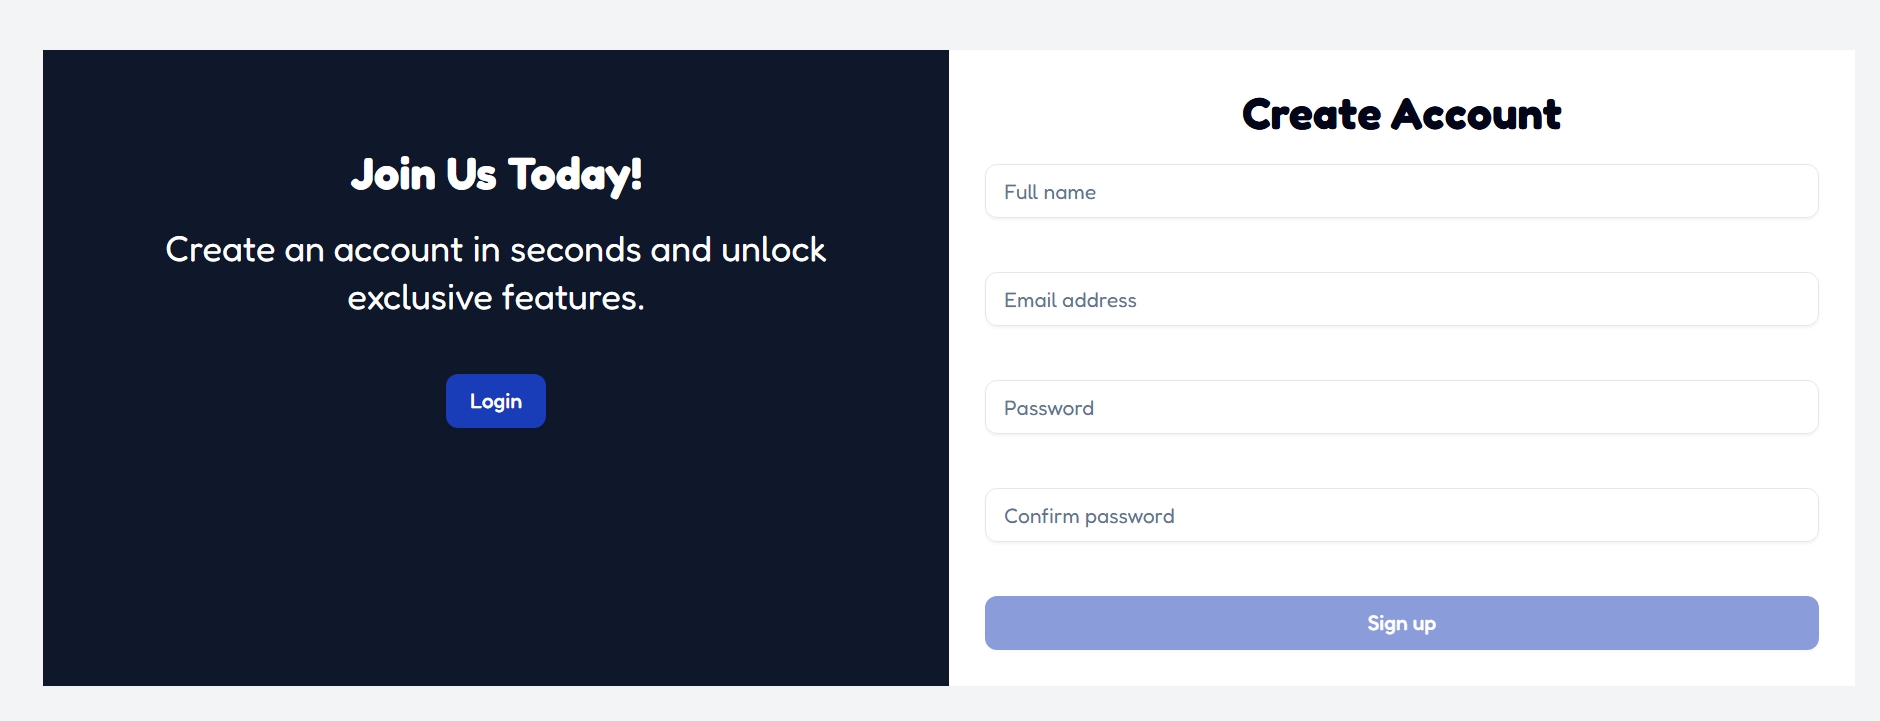 Join Us Today!
Create an account in seconds and unlock
exclusive features.
Login
Create Account
Full name
Email address
Password
Confirm password
Sign up